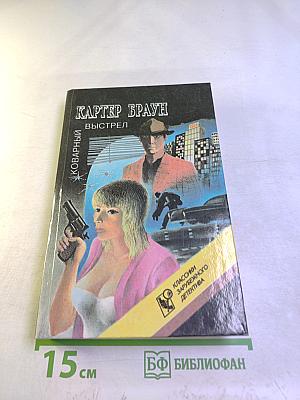 КАРТЕР БРАУН
КОВАРНЫЙ
ВЫСТРЕЛ
КЛАССИКИ
ЗАРУБЕЖНОГО
ДЕТЕКТИВА
15 см
БФ БИБЛИОФАН